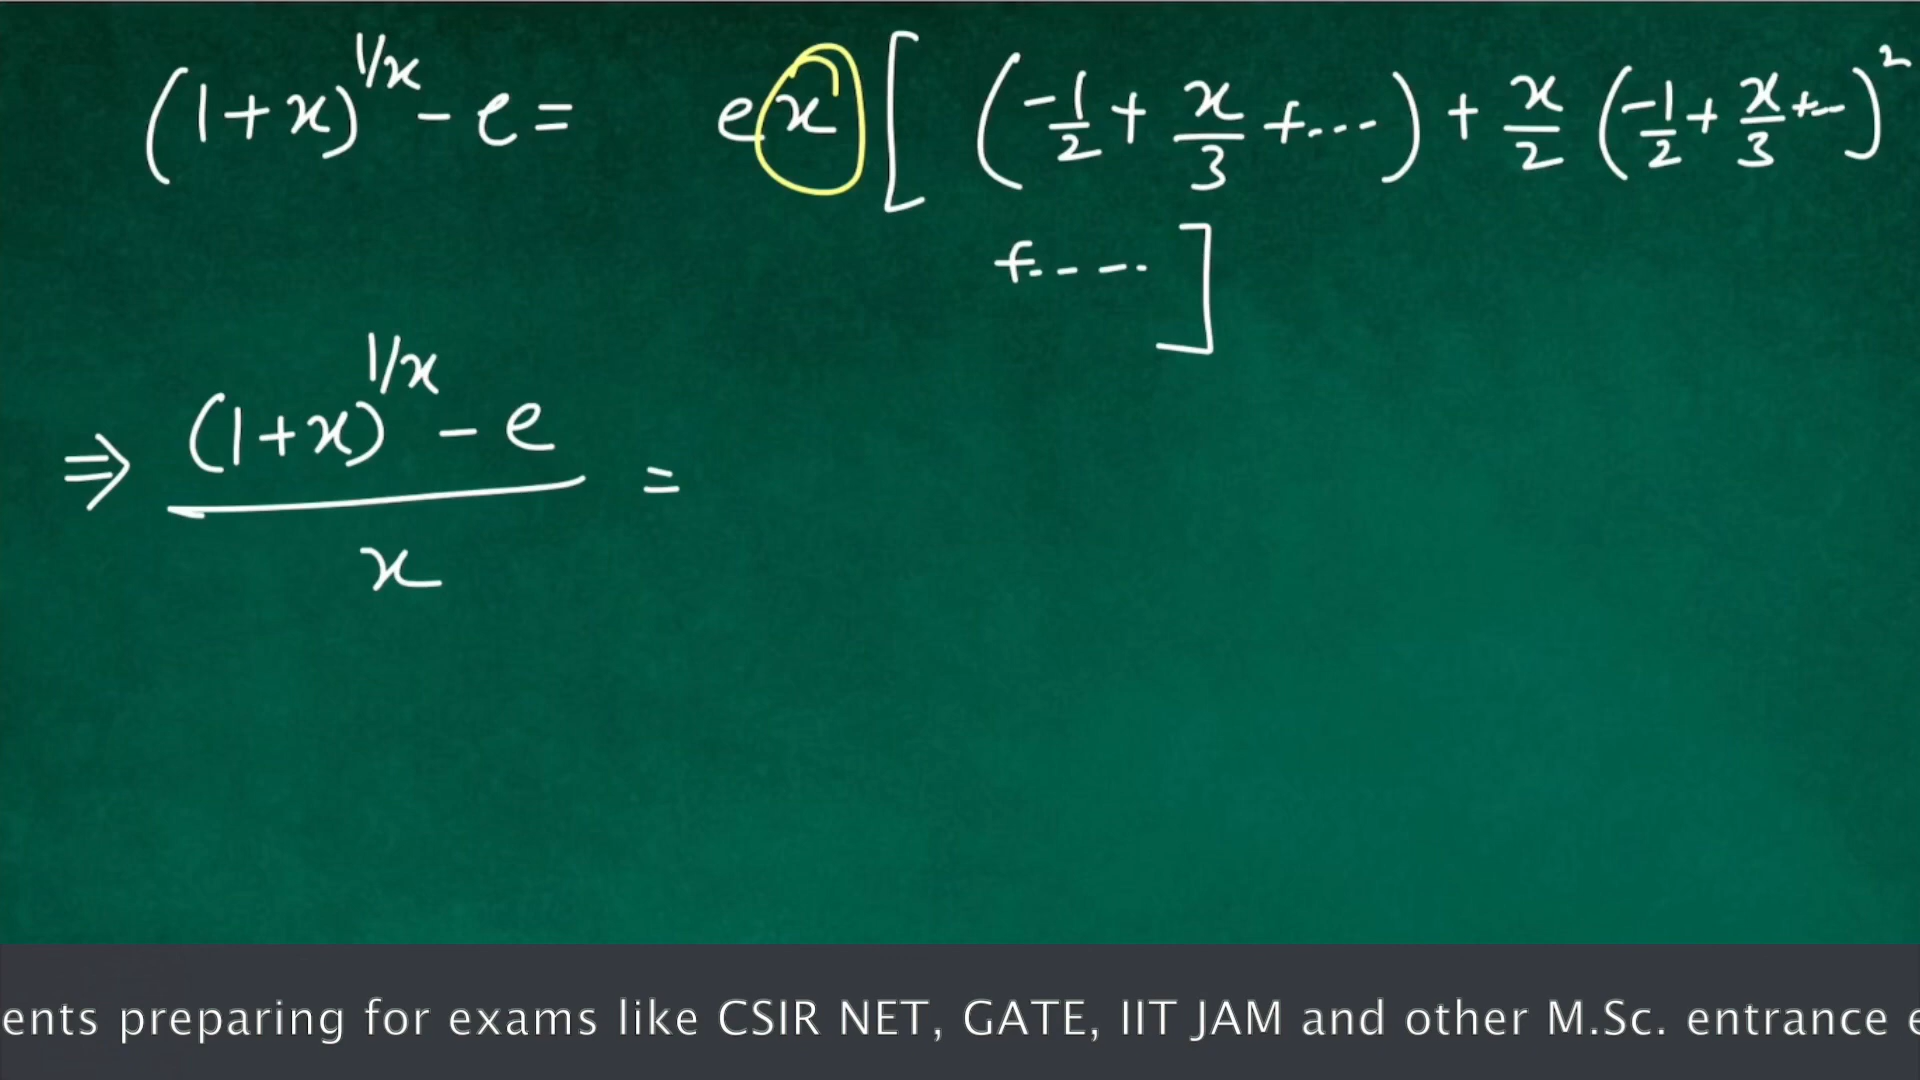 (1+x)^{1/x} - e = ex [ (-1/2 + x/3 + ...) + x/2 (-1/2 + x/3 + ...)^2
+ ..... ]
⇒ ((1+x)^{1/x} - e) / x =
ents preparing for exams like CSIR NET, GATE, IIT JAM and other M.Sc. entrance e